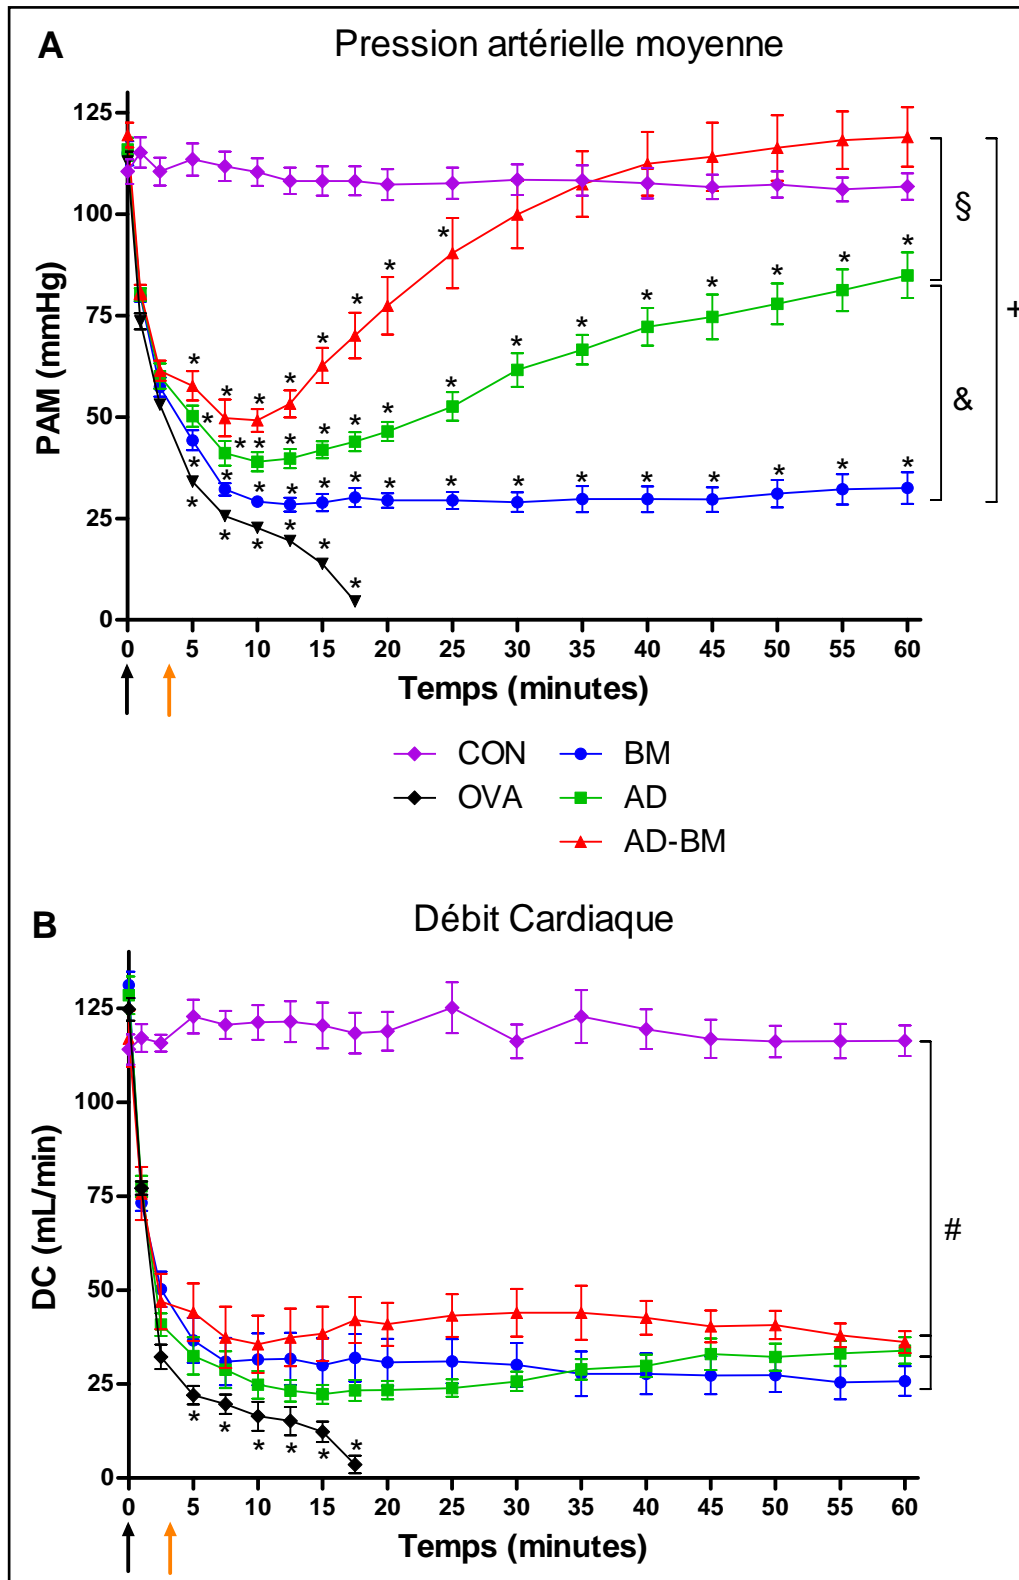 A
Pression artérielle moyenne
PAM (mmHg)
125
100
75
50
25
0
* * * * * * * * *
* * * * * * * * * * * * * * *
* * * * * * * * * * * * * *
* * * * * *
§
&
+
0 5 10 15 20 25 30 35 40 45 50 55 60
Temps (minutes)
CON BM
OVA AD
AD-BM
B
Débit Cardiaque
DC (mL/min)
125
100
75
50
25
0
* * * * * *
#
0 5 10 15 20 25 30 35 40 45 50 55 60
Temps (minutes)